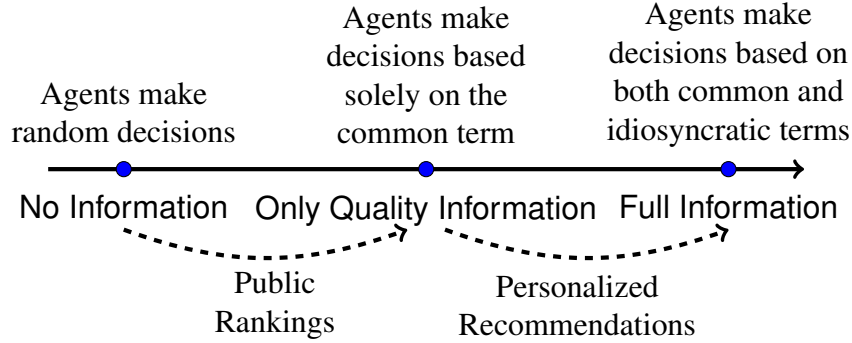 Agents make
random decisions
Agents make
decisions based
solely on the
common term
Agents make
decisions based on
both common and
idiosyncratic terms
No Information
Only Quality Information
Full Information
Public
Rankings
Personalized
Recommendations